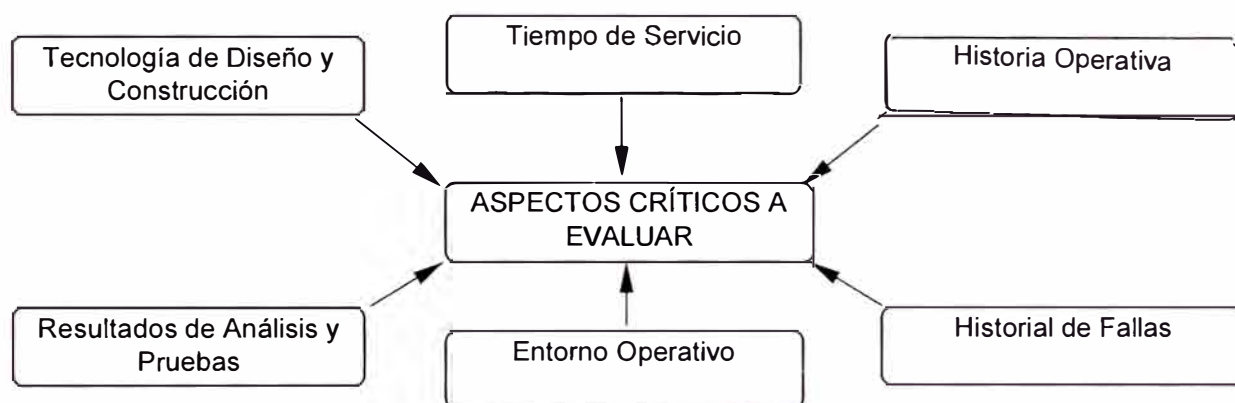 Tecnología de Diseño y
Construcción
Tiempo de Servicio
Historia Operativa
ASPECTOS CRÍTICOS A
EVALUAR
Resultados de Análisis y
Pruebas
Entorno Operativo
Historial de Fallas